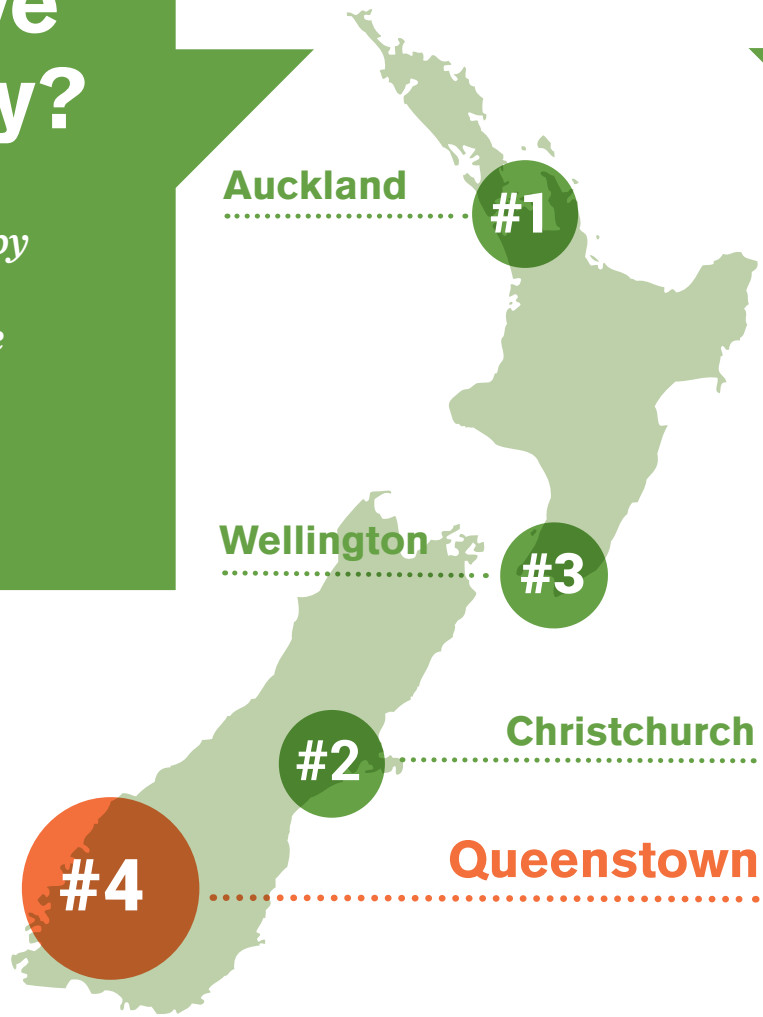 y?
Auckland
#1
Wellington
#3
Christchurch
#2
Queenstown
#4